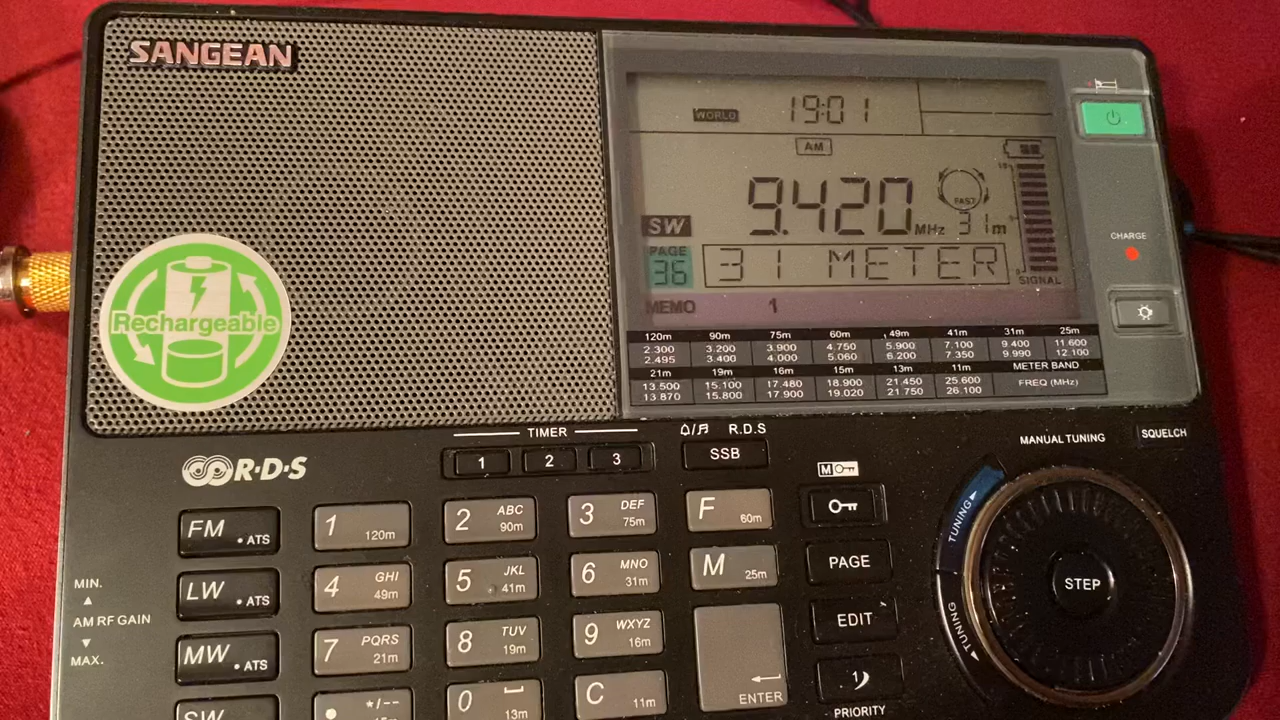 SANGEAN
WORLD 19:01
AM
9.420 MHz FAST
SW 31m
PAGE
36 31 METER
SIGNAL
MEMO 1
CHARGE
120m 90m 75m 60m 49m 41m 31m 25m
2.300 3.200 3.900 4.750 5.900 7.100 9.400 11.600
2.495 3.400 4.000 5.060 6.200 7.350 9.990 12.100
21m 19m 16m 15m 13m 11m METER BAND
13.500 15.100 17.480 18.900 21.450 25.600 FREQ (MHz)
13.870 15.800 17.900 19.020 21.750 26.100
Rechargeable
R·D·S
TIMER
1 2 3
R.D.S
SSB
MANUAL TUNING
SQUELCH
FM • ATS
1 120m
2 ABC 90m
3 DEF 75m
F 60m
M
TUNING
LW • ATS
4 GHI 49m
5 JKL 41m
6 MNO 31m
M 25m
PAGE
STEP
MIN.
AM RF GAIN
MAX.
MW • ATS
7 PQRS 21m
8 TUV 19m
9 WXYZ 16m
ENTER
EDIT
TUNING
SW
• */--
0 13m
C 11m
PRIORITY